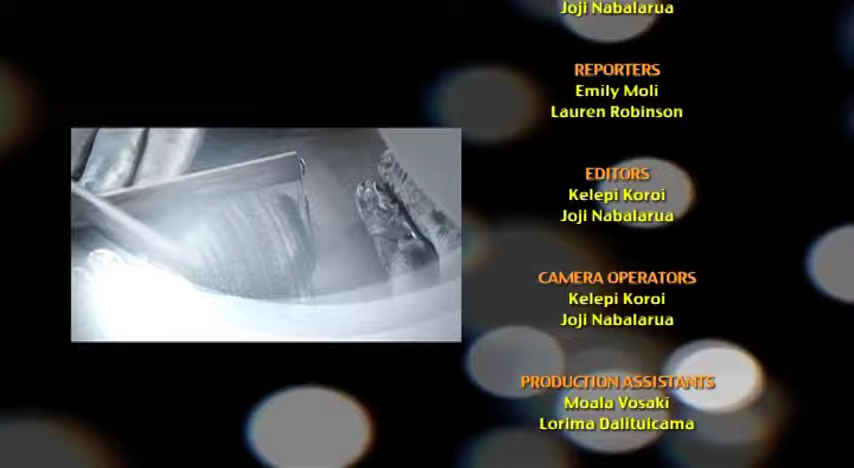 Joji Nabalarua
REPORTERS
Emily Moli
Lauren Robinson
EDITORS
Kelepi Koroi
Joji Nabalarua
CAMERA OPERATORS
Kelepi Koroi
Joji Nabalarua
PRODUCTION ASSISTANTS
Moala Vosaki
Lorima Dalituicama